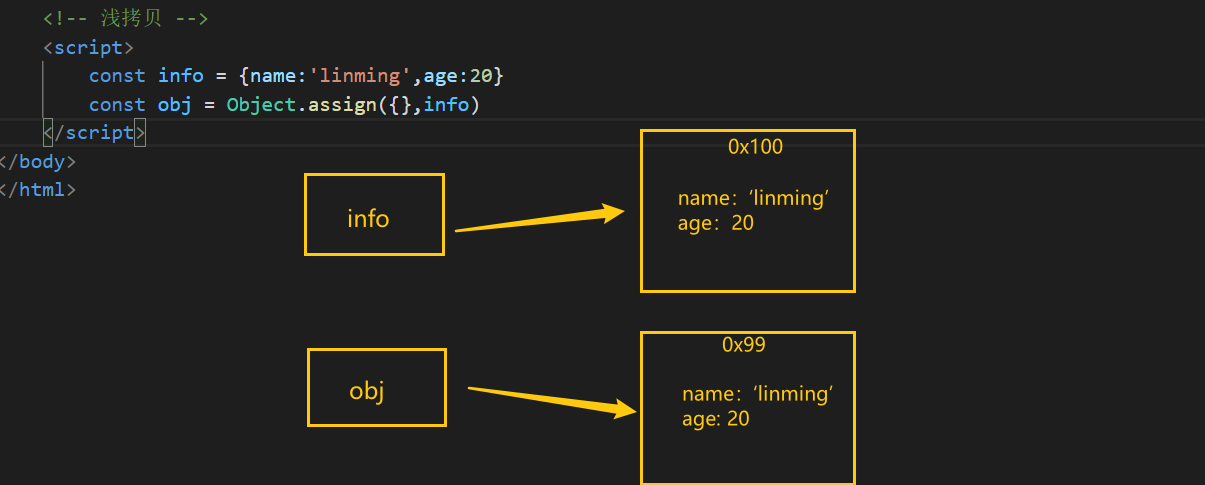 <!-- 浅拷贝 -->
<script>
const info = {name:'linming',age:20}
const obj = Object.assign({},info)
</script>
</body>
</html>
0x100
info
name：‘linming’
age：20
0x99
obj
name：‘linming’
age: 20